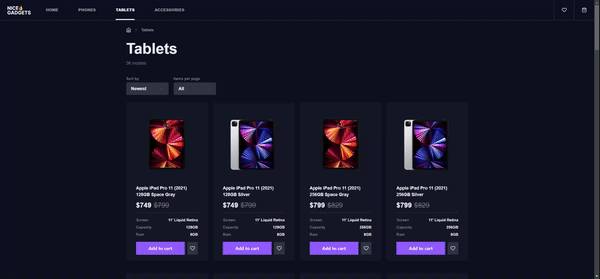 NICE
GADGETS
HOME
PHONES
TABLETS
ACCESSORIES
Tablets
Tablets
36 models
Sort by
Items per page
Newest
All
Apple iPad Pro 11 (2021)
128GB Space Gray
$749 $799
Screen 11' Liquid Retina
Capacity 128GB
Ram 8GB
Add to cart
Apple iPad Pro 11 (2021)
128GB Silver
$749 $799
Screen 11' Liquid Retina
Capacity 128GB
Ram 8GB
Add to cart
Apple iPad Pro 11 (2021)
256GB Space Gray
$799 $829
Screen 11' Liquid Retina
Capacity 256GB
Ram 8GB
Add to cart
Apple iPad Pro 11 (2021)
256GB Silver
$799 $829
Screen 11' Liquid Retina
Capacity 256GB
Ram 8GB
Add to cart